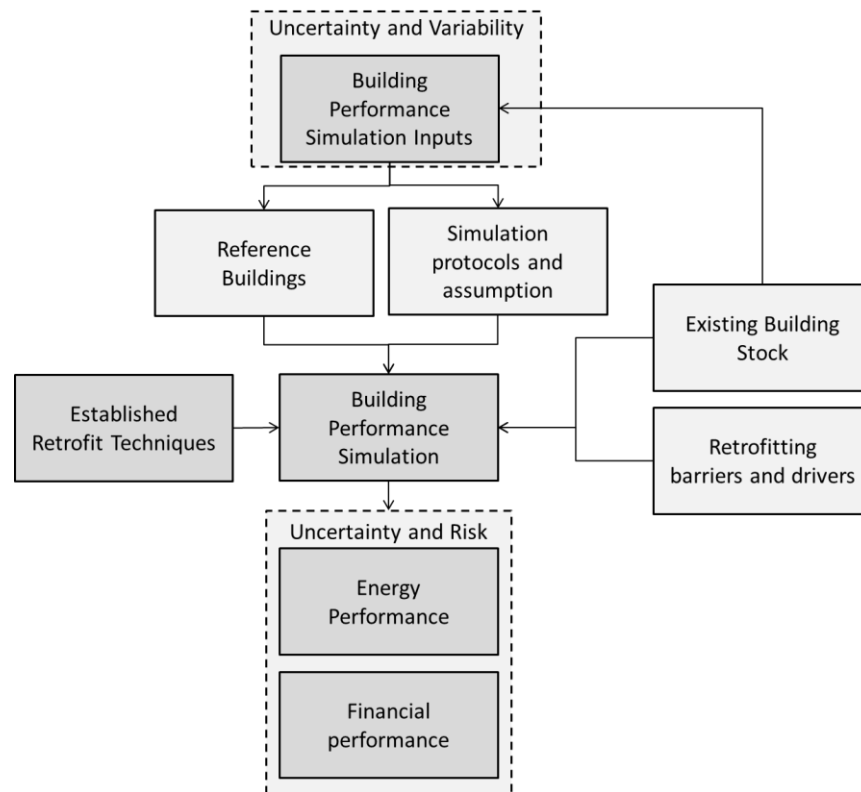 Uncertainty and Variability
Building
Performance
Simulation Inputs
Reference
Buildings
Simulation
protocols and
assumption
Existing Building
Stock
Established
Retrofit Techniques
Building
Performance
Simulation
Retrofitting
barriers and drivers
Uncertainty and Risk
Energy
Performance
Financial
performance